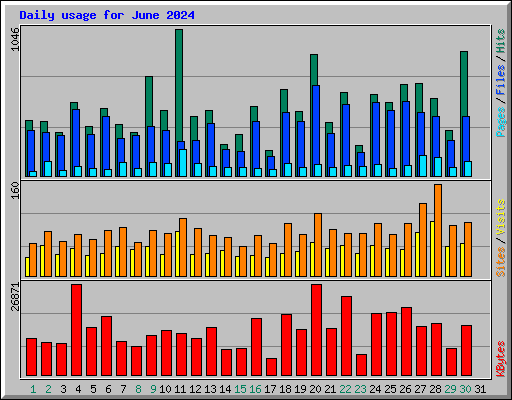 Daily usage for June 2024
1046
Pages / Files / Hits
160
Sites / Visits
26871
KBytes
1 2 3 4 5 6 7 8 9 10 11 12 13 14 15 16 17 18 19 20 21 22 23 24 25 26 27 28 29 30 31